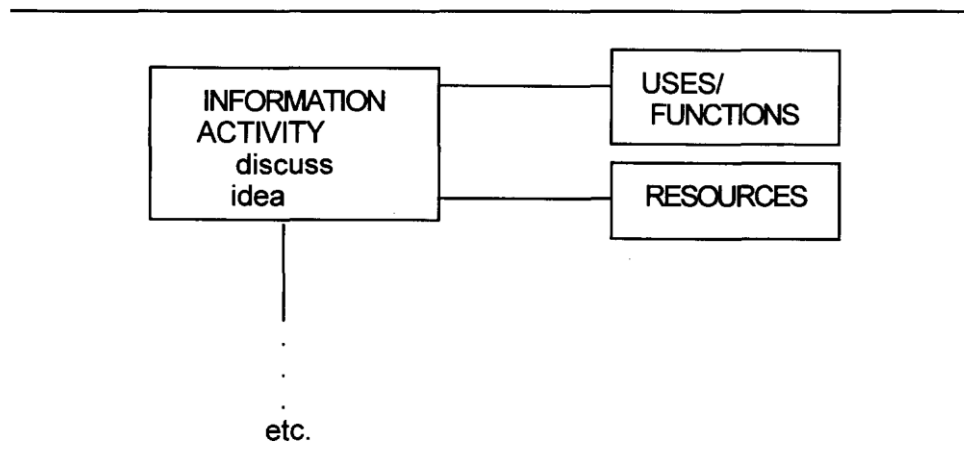 INFORMATION
ACTIVITY
discuss
idea
USES/
FUNCTIONS
RESOURCES
.
.
.
etc.